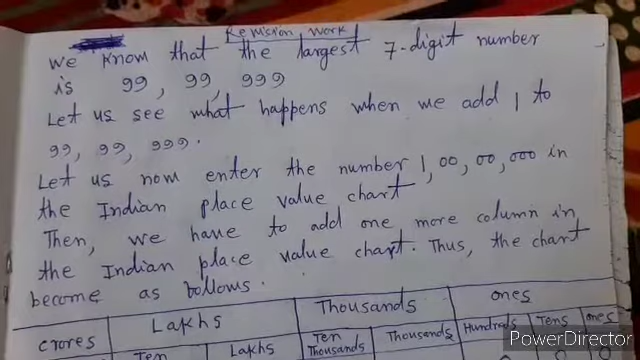 Revision work
We know that the largest 7-digit number
is 99, 99, 999
Let us see what happens when we add 1 to
99, 99, 999.
Let us now enter the number 1,00,00,000 in
the Indian place value chart
Then, we have to add one more column in
the Indian place value chart. Thus, the chart
become as bollows.
crores Lakhs Thousands ones
Ten Lakhs Ten Thousands Thousands Hundreds Tens ones
PowerDirector